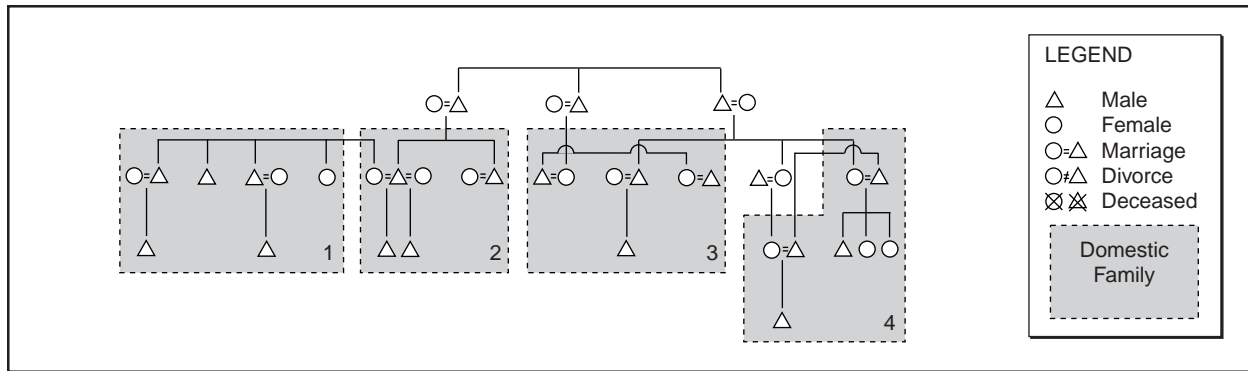 LEGEND
Male
Female
Marriage
Divorce
Deceased
Domestic
Family
1
2
3
4